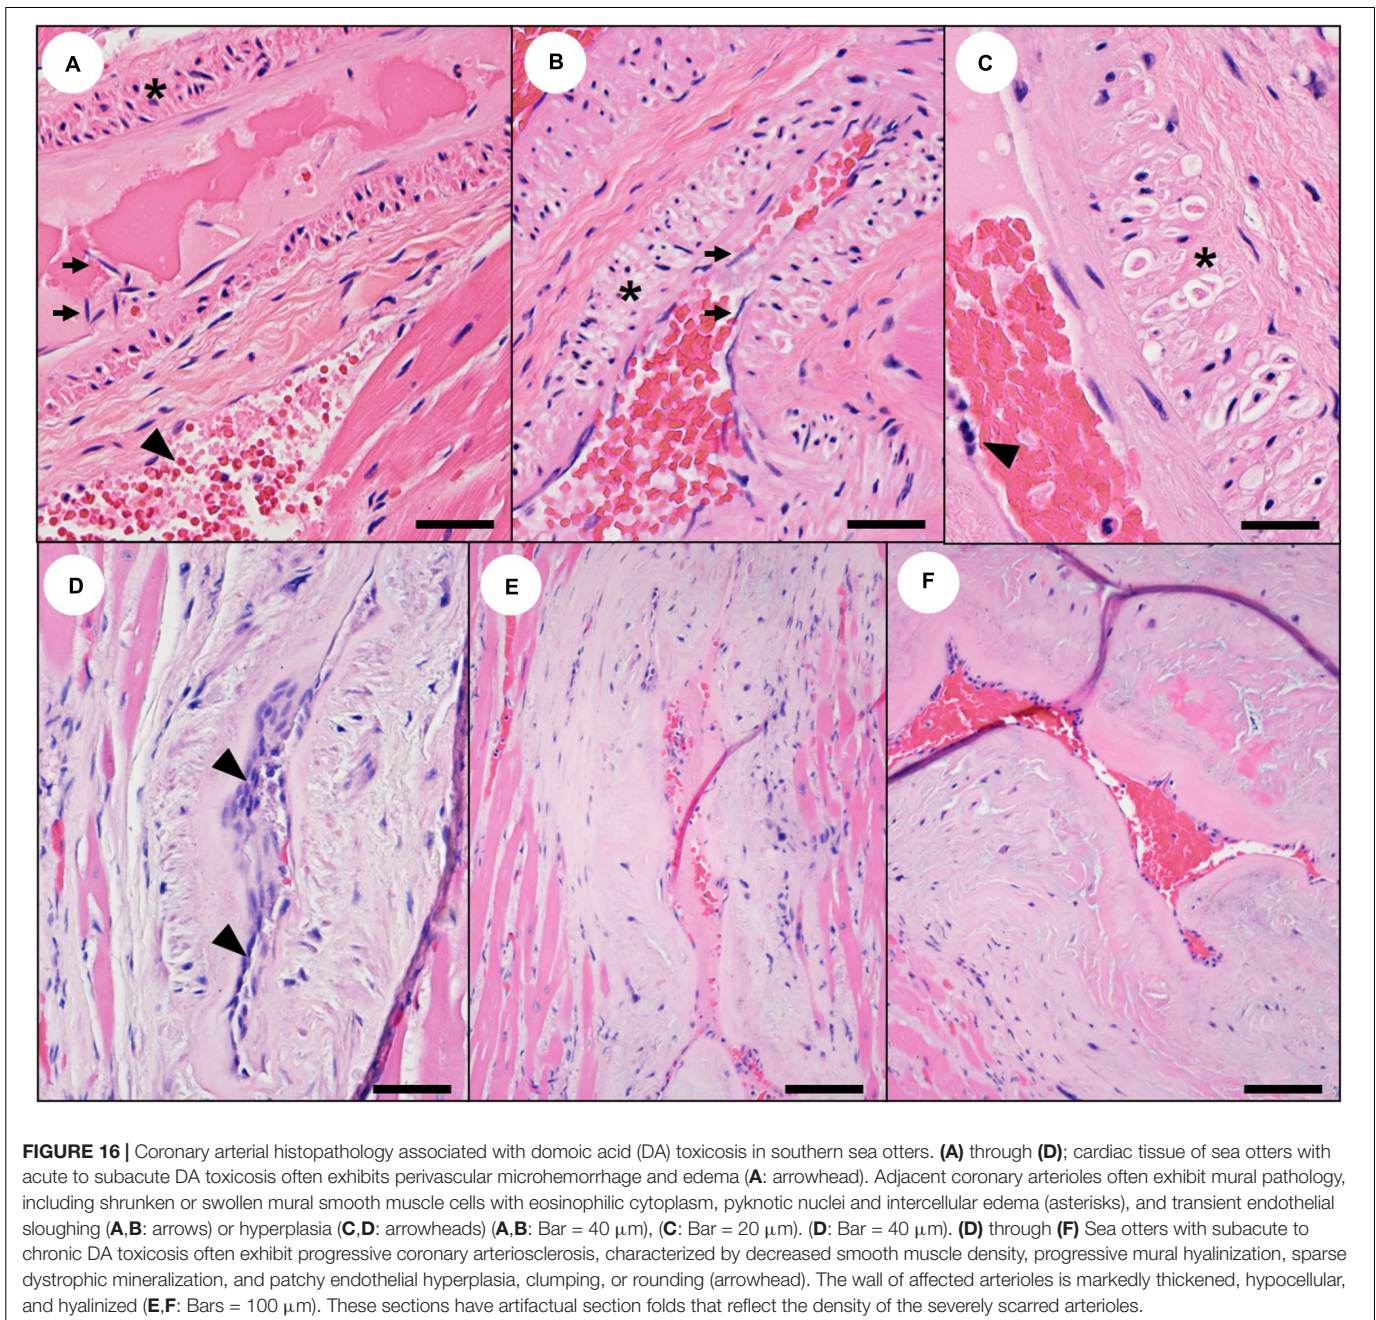 A
B
C
*
*
*
D
E
F
FIGURE 16 | Coronary arterial histopathology associated with domoic acid (DA) toxicosis in southern sea otters. (A) through (D); cardiac tissue of sea otters with
acute to subacute DA toxicosis often exhibits perivascular microhemorrhage and edema (A: arrowhead). Adjacent coronary arterioles often exhibit mural pathology,
including shrunken or swollen mural smooth muscle cells with eosinophilic cytoplasm, pyknotic nuclei and intercellular edema (asterisks), and transient endothelial
sloughing (A,B: arrows) or hyperplasia (C,D: arrowheads) (A,B: Bar = 40 μm), (C: Bar = 20 μm). (D: Bar = 40 μm). (D) through (F) Sea otters with subacute to
chronic DA toxicosis often exhibit progressive coronary arteriosclerosis, characterized by decreased smooth muscle density, progressive mural hyalinization, sparse
dystrophic mineralization, and patchy endothelial hyperplasia, clumping, or rounding (arrowhead). The wall of affected arterioles is markedly thickened, hypocellular,
and hyalinized (E,F: Bars = 100 μm). These sections have artifactual section folds that reflect the density of the severely scarred arterioles.